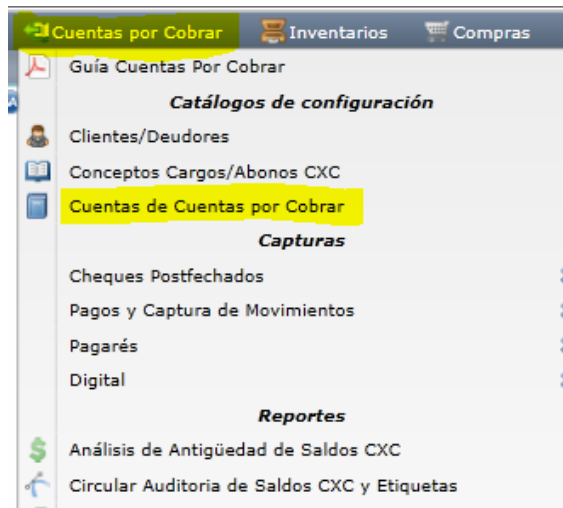 Cuentas por Cobrar Inventarios Compras
Guía Cuentas Por Cobrar
Catálogos de configuración
Clientes/Deudores
Conceptos Cargos/Abonos CXC
Cuentas de Cuentas por Cobrar
Capturas
Cheques Postfechados
Pagos y Captura de Movimientos
Pagarés
Digital
Reportes
Análisis de Antigüedad de Saldos CXC
Circular Auditoria de Saldos CXC y Etiquetas